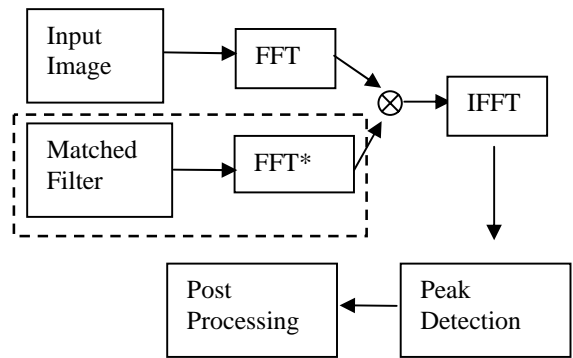 Input
Image
FFT
IFFT
Matched
Filter
FFT*
Post
Processing
Peak
Detection